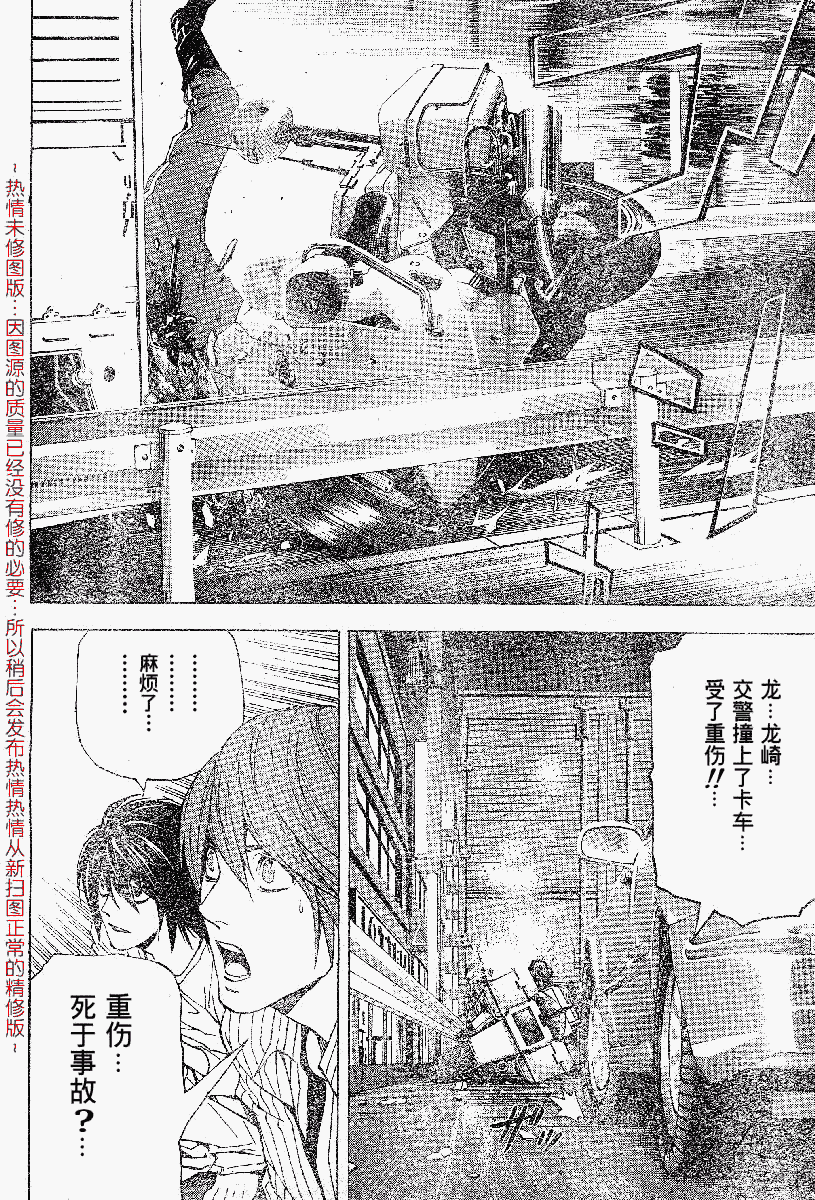 龙…龙崎…
交警撞上了卡车…
受了重伤!!…
………
………
麻烦了…
………
重伤…
死于事故?…
~热情未修图版…因图源的质量已经没有修的必要…所以稍后会发布热情热情从新扫图正常的精修版~